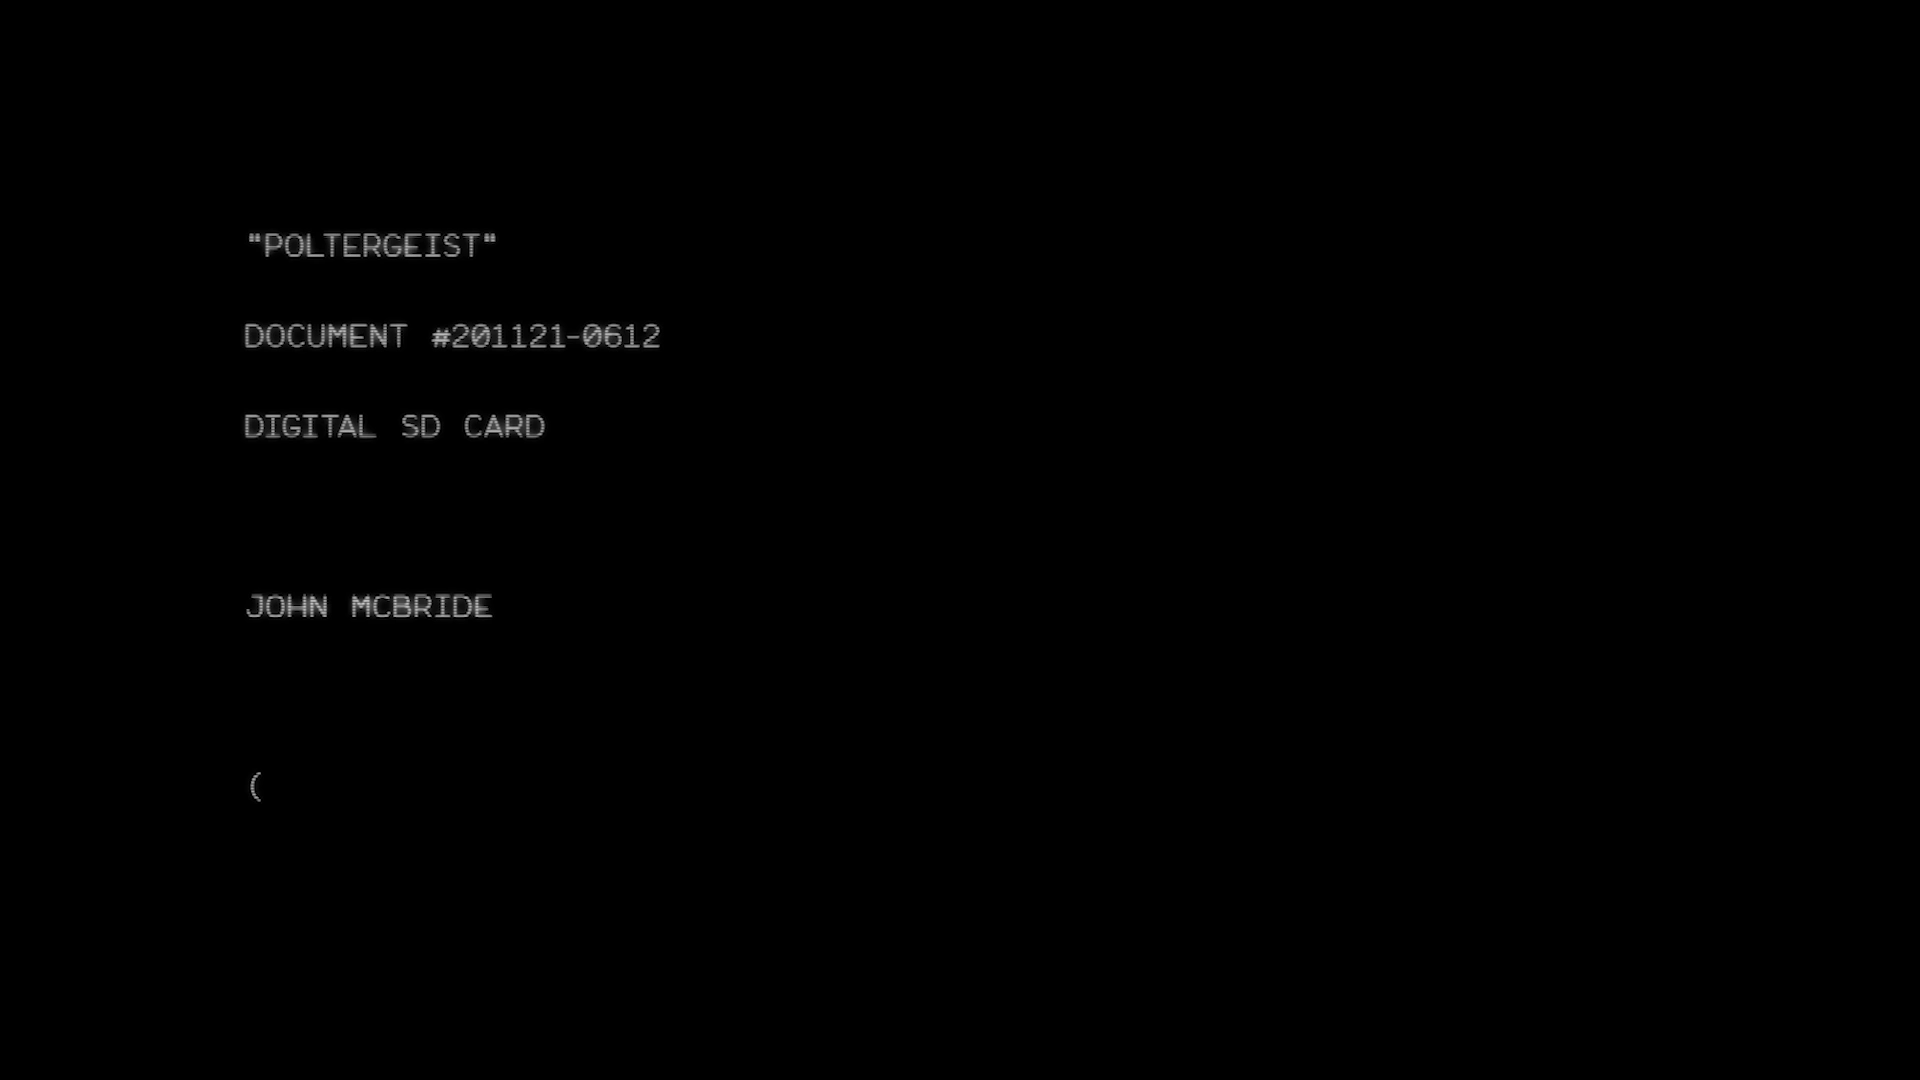 "POLTERGEIST"
DOCUMENT #201121-0612
DIGITAL SD CARD
JOHN MCBRIDE
(